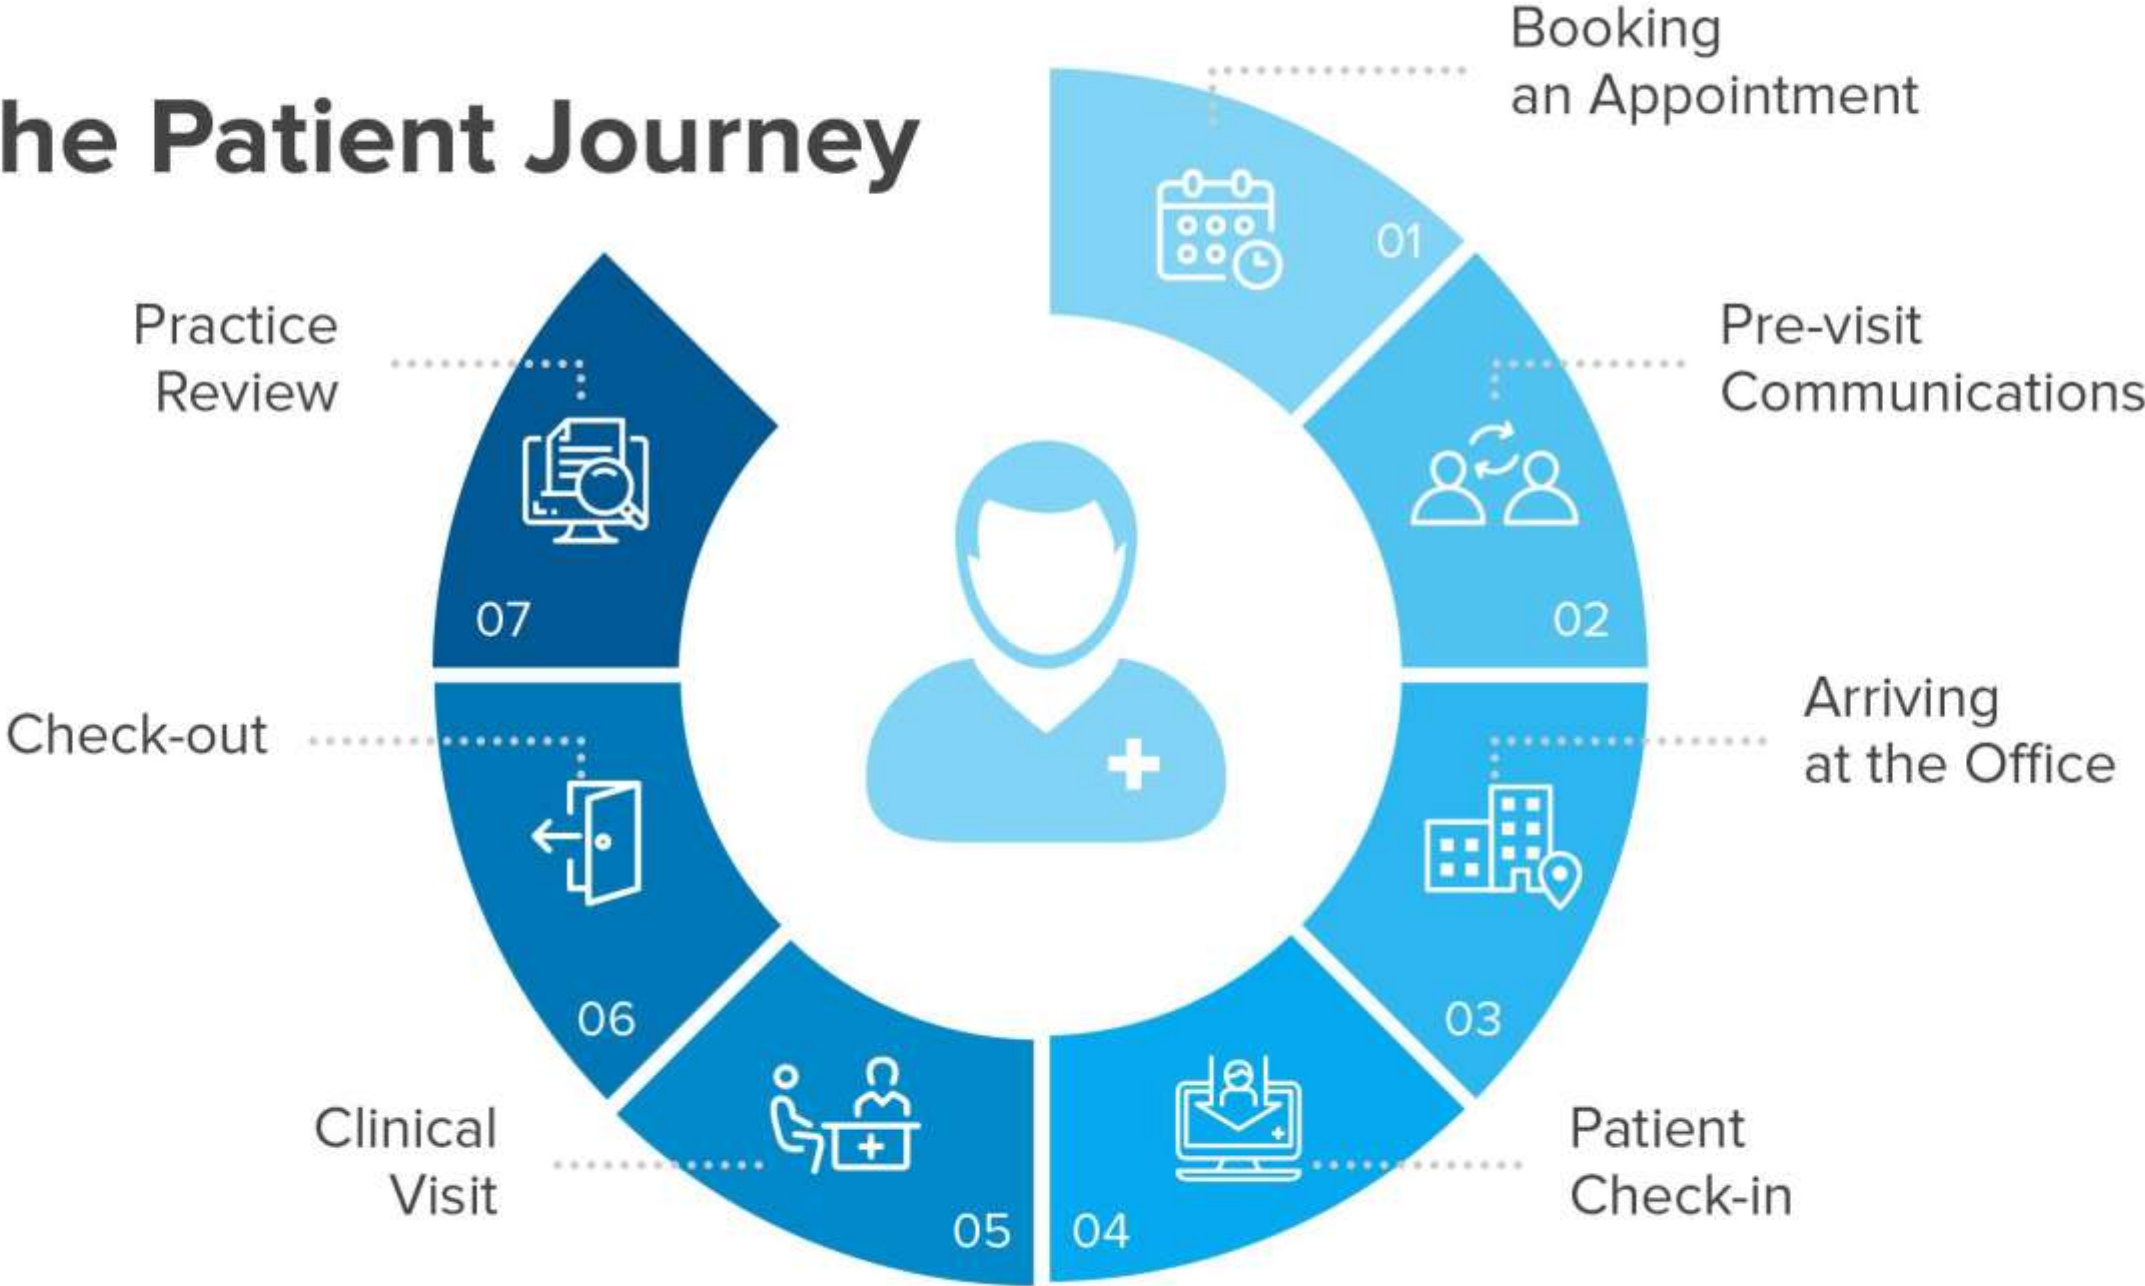 he Patient Journey
Booking
an Appointment
01
Pre-visit
Communications
02
Arriving
at the Office
03
Patient
Check-in
04
Clinical
Visit
05
Check-out
06
Practice
Review
07